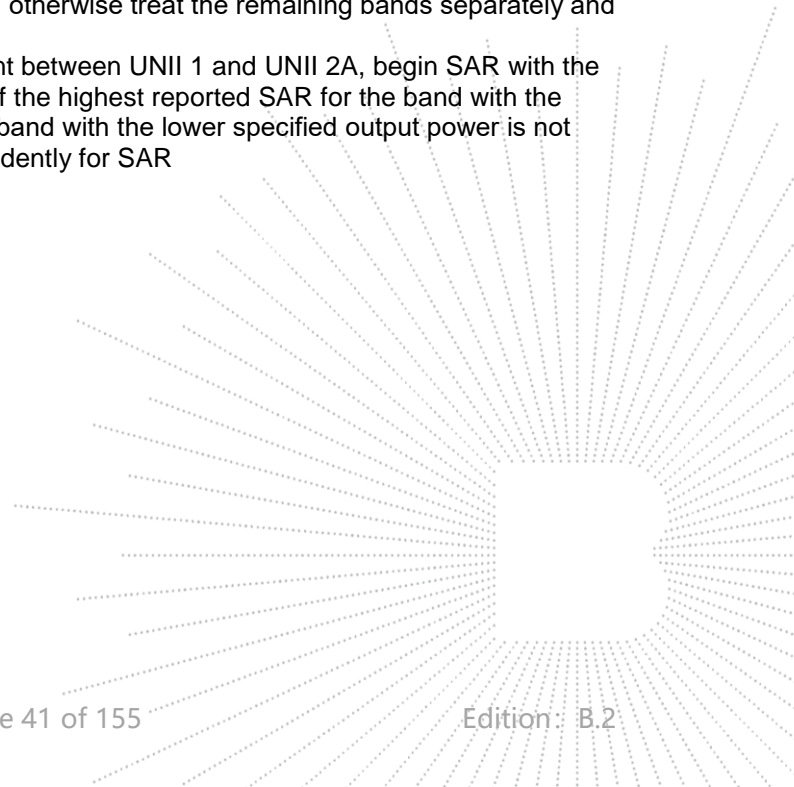 otherwise treat the remaining bands separately and
nt between UNII 1 and UNII 2A, begin SAR with the
f the highest reported SAR for the band with the
band with the lower specified output power is not
dently for SAR
e 41 of 155 Edition: B.2